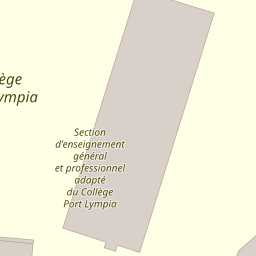 ège
ympia
Section
d'enseignement
général
et professionnel
adapté
du Collège
Port Lympia